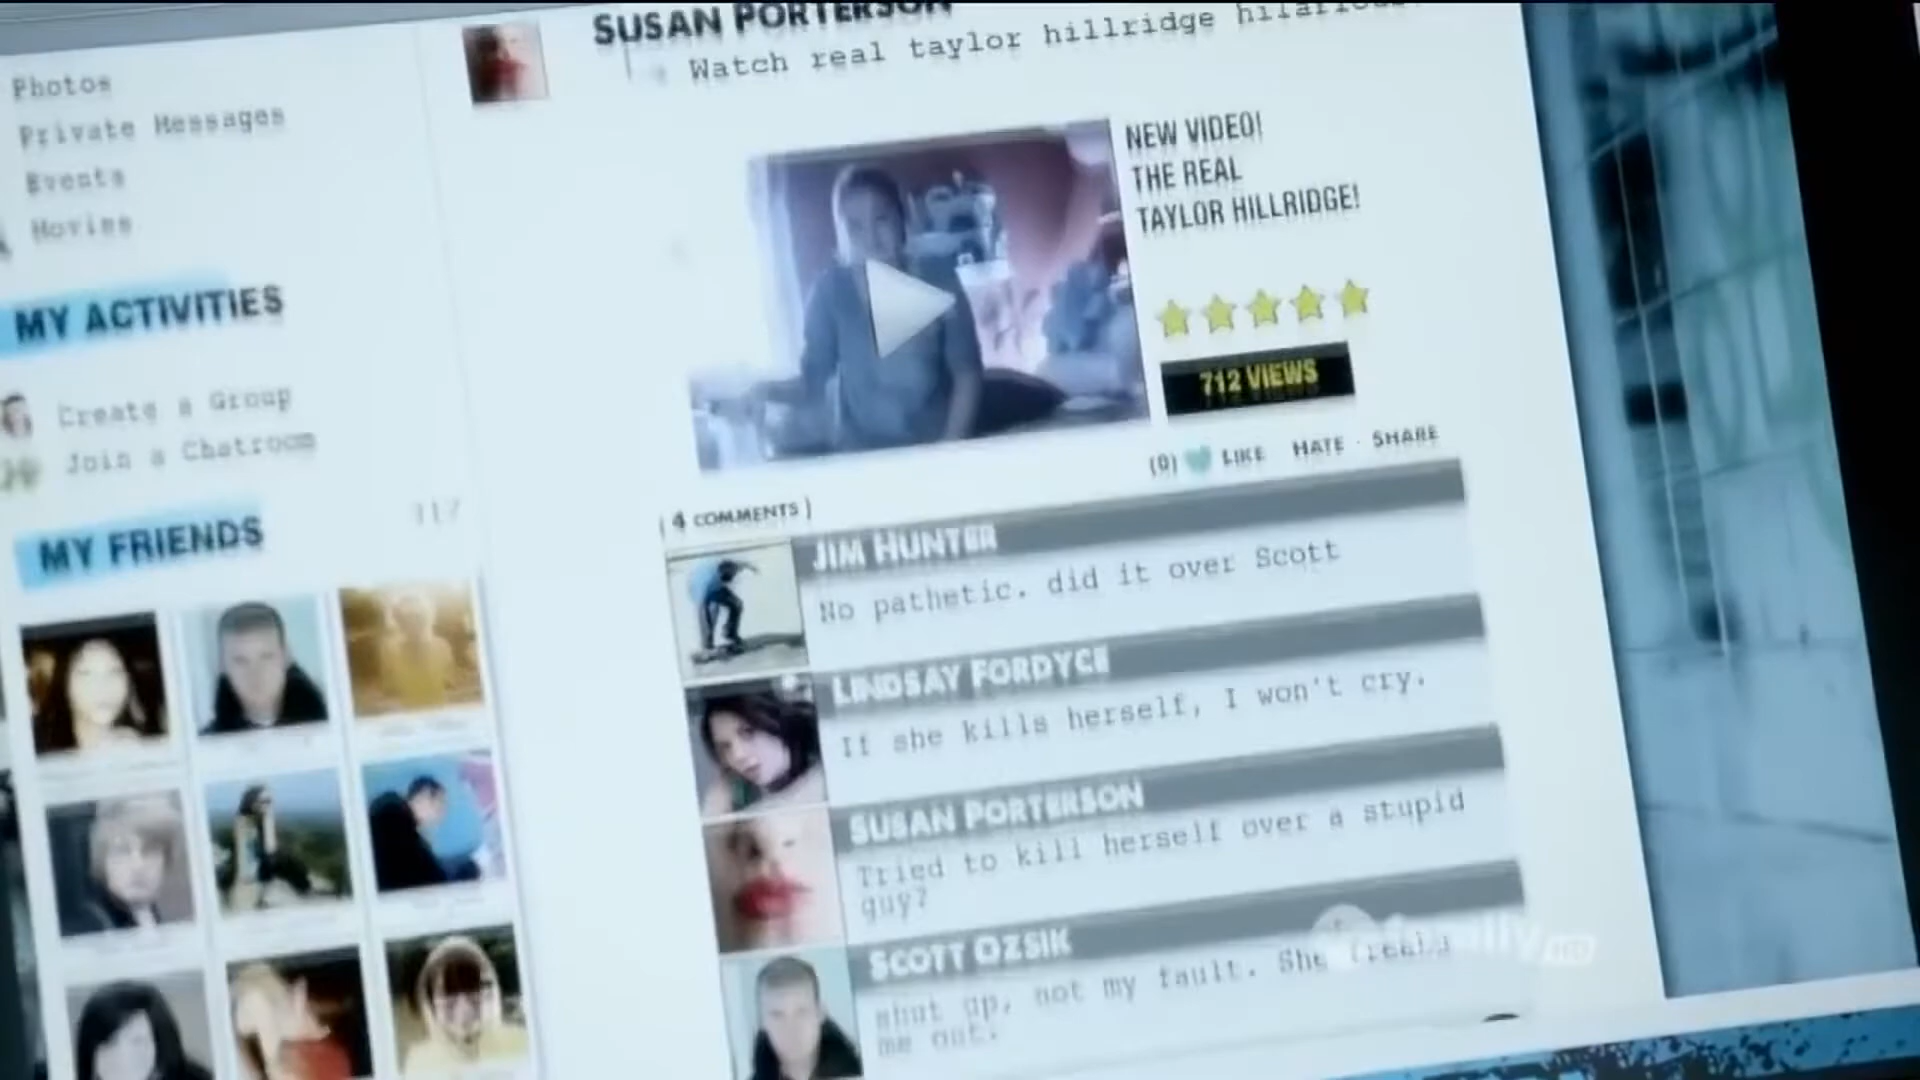 SUSAN PORTERSON
Watch real taylor hillridge
Photos
Private Messages
Events
Movies
NEW VIDEO!
THE REAL
TAYLOR HILLRIDGE!
712 VIEWS
MY ACTIVITIES
Create a Group
Join a Chatroom
(0) LIKE HATE · SHARE
MY FRIENDS 317
( 4 COMMENTS )
JIM HUNTER
No pathetic. did it over Scott
LINDSAY FORDYCE
If she kills herself, I won't cry.
SUSAN PORTERSON
Tried to kill herself over a stupid
guy?
SCOTT OZSIK
shut up, not my fault. She freaks
me out.